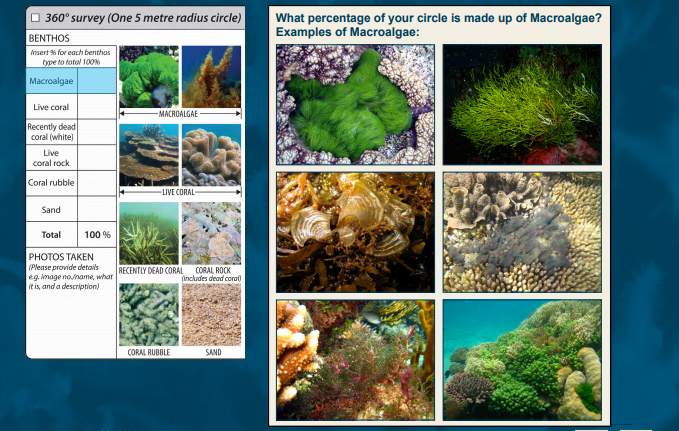 360° survey (One 5 metre radius circle)
BENTHOS
Insert % for each benthos
type to total 100%
Macroalgae
Live coral
Recently dead
coral (white)
Live
coral rock
Coral rubble
Sand
Total 100 %
PHOTOS TAKEN
(Please provide details
e.g. image no./name, what
it is, and a description)
MACROALGAE
LIVE CORAL
RECENTLY DEAD CORAL
CORAL ROCK
(includes dead coral)
CORAL RUBBLE
SAND
What percentage of your circle is made up of Macroalgae?
Examples of Macroalgae: